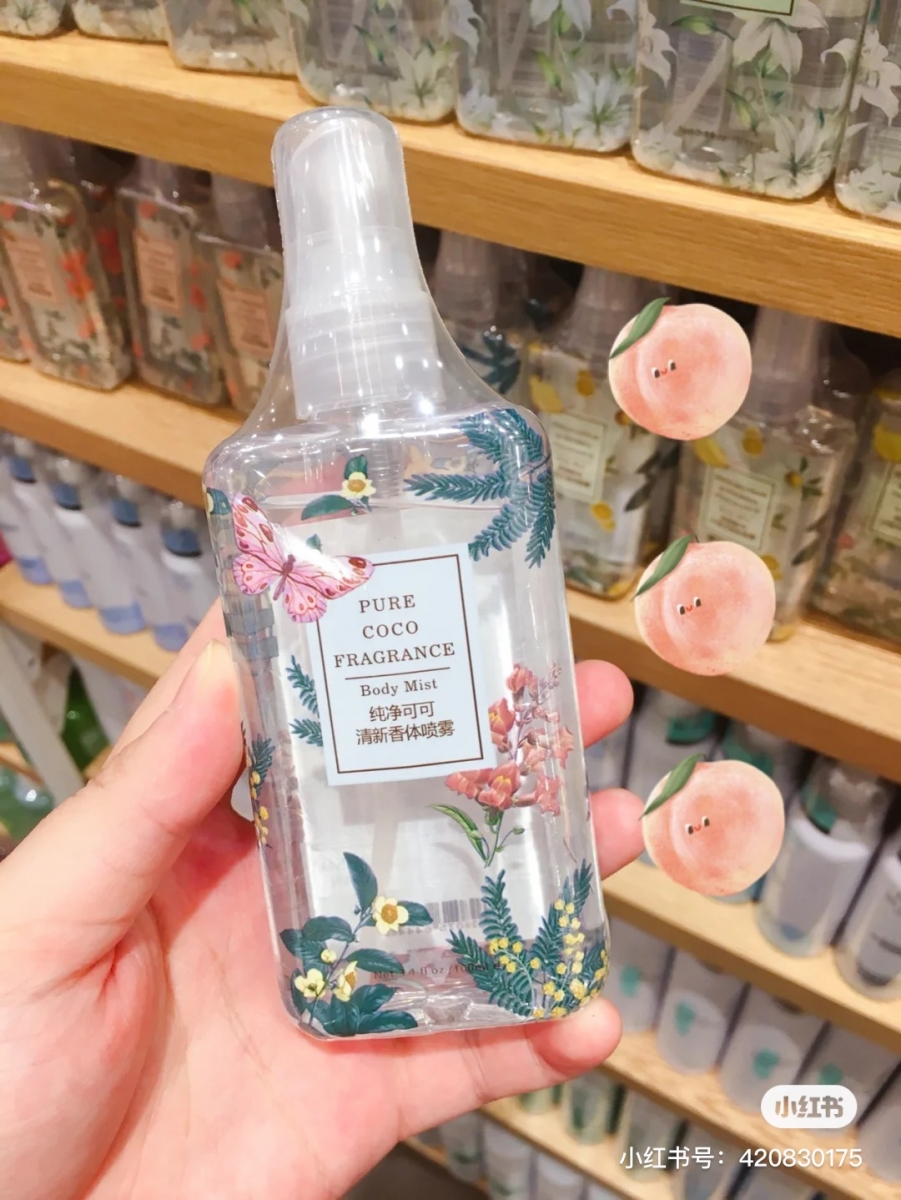 PURE
COCO
FRAGRANCE
Body Mist
纯净可可
清新香体喷雾
小红书
小红书号：420830175